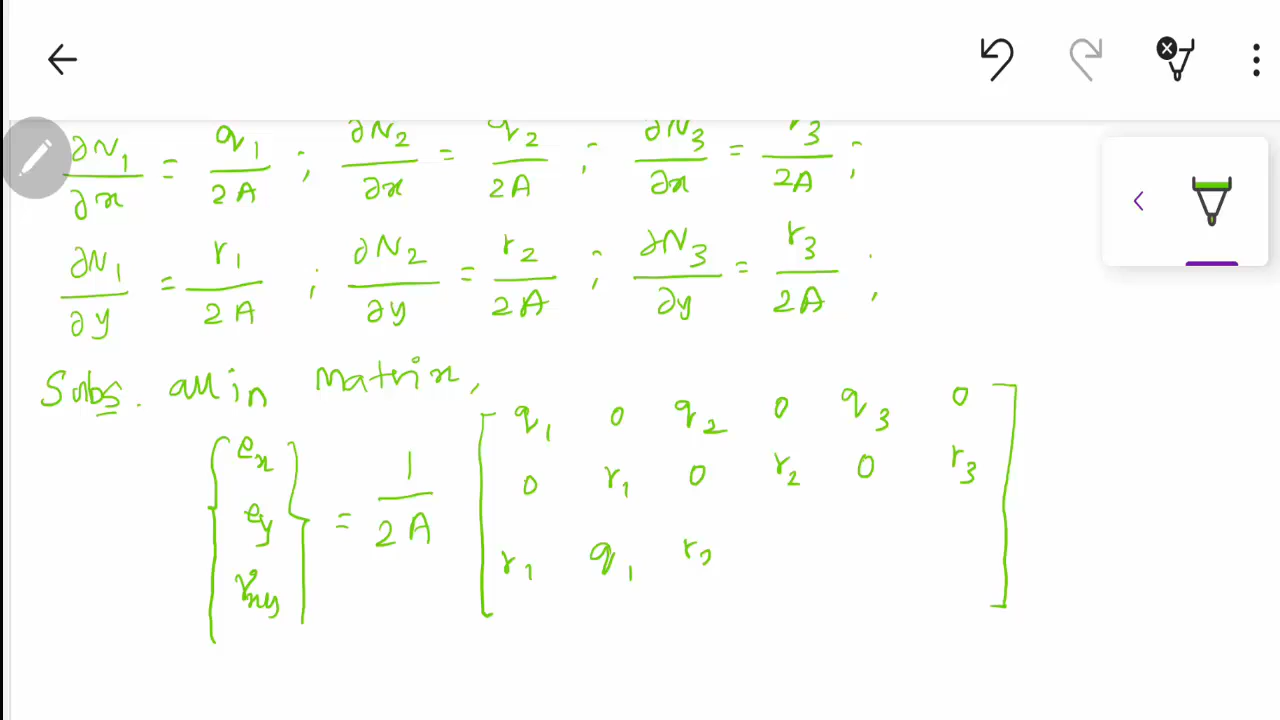 ∂N₁/∂x = q₁/2A ; ∂N₂/∂x = q₂/2A ; ∂N₃/∂x = r₃/2A ;
∂N₁/∂y = r₁/2A ; ∂N₂/∂y = r₂/2A ; ∂N₃/∂y = r₃/2A ;
Subs. all in matrix,
{eₓ e_y γₓy} = 1/2A [
q₁ 0 q₂ 0 q₃ 0
0 r₁ 0 r₂ 0 r₃
r₁ q₁ r₂
]